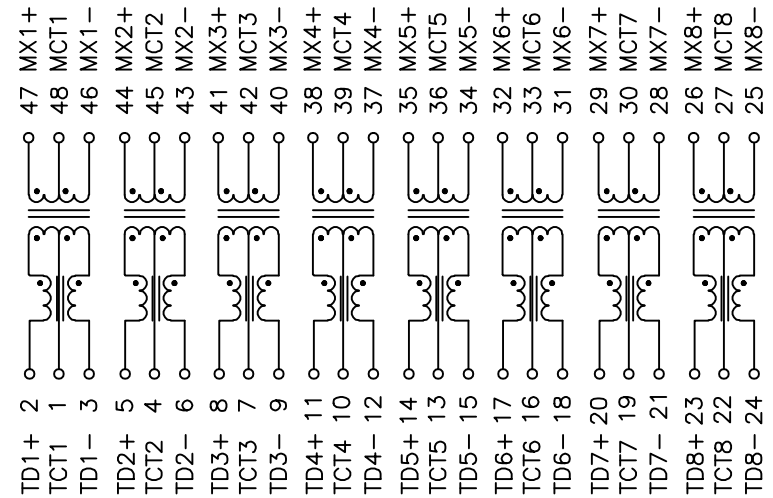 MX1+
MCT1
MX1−
MX2+
MCT2
MX2−
MX3+
MCT3
MX3−
MX4+
MCT4
MX4−
MX5+
MCT5
MX5−
MX6+
MCT6
MX6−
MX7+
MCT7
MX7−
MX8+
MCT8
MX8−
47
48
46
44
45
43
41
42
40
38
39
37
35
36
34
32
33
31
29
30
28
26
27
25
2
1
3
5
4
6
8
7
9
11
10
12
14
13
15
17
16
18
20
19
21
23
22
24
TD1+
TCT1
TD1−
TD2+
TCT2
TD2−
TD3+
TCT3
TD3−
TD4+
TCT4
TD4−
TD5+
TCT5
TD5−
TD6+
TCT6
TD6−
TD7+
TCT7
TD7−
TD8+
TCT8
TD8−